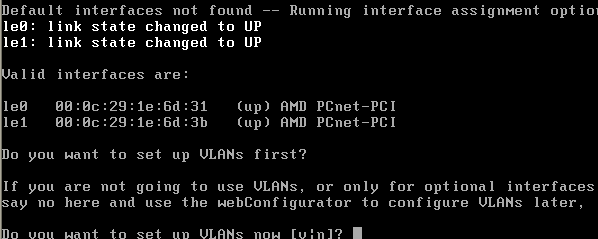 Default interfaces not found -- Running interface assignment optio
le0: link state changed to UP
le1: link state changed to UP
Valid interfaces are:
le0 00:0c:29:1e:6d:31 (up) AMD PCnet-PCI
le1 00:0c:29:1e:6d:3b (up) AMD PCnet-PCI
Do you want to set up VLANs first?
If you are not going to use VLANs, or only for optional interfaces
say no here and use the webConfigurator to configure VLANs later,
Do you want to set up VLANs now [y¦n]?